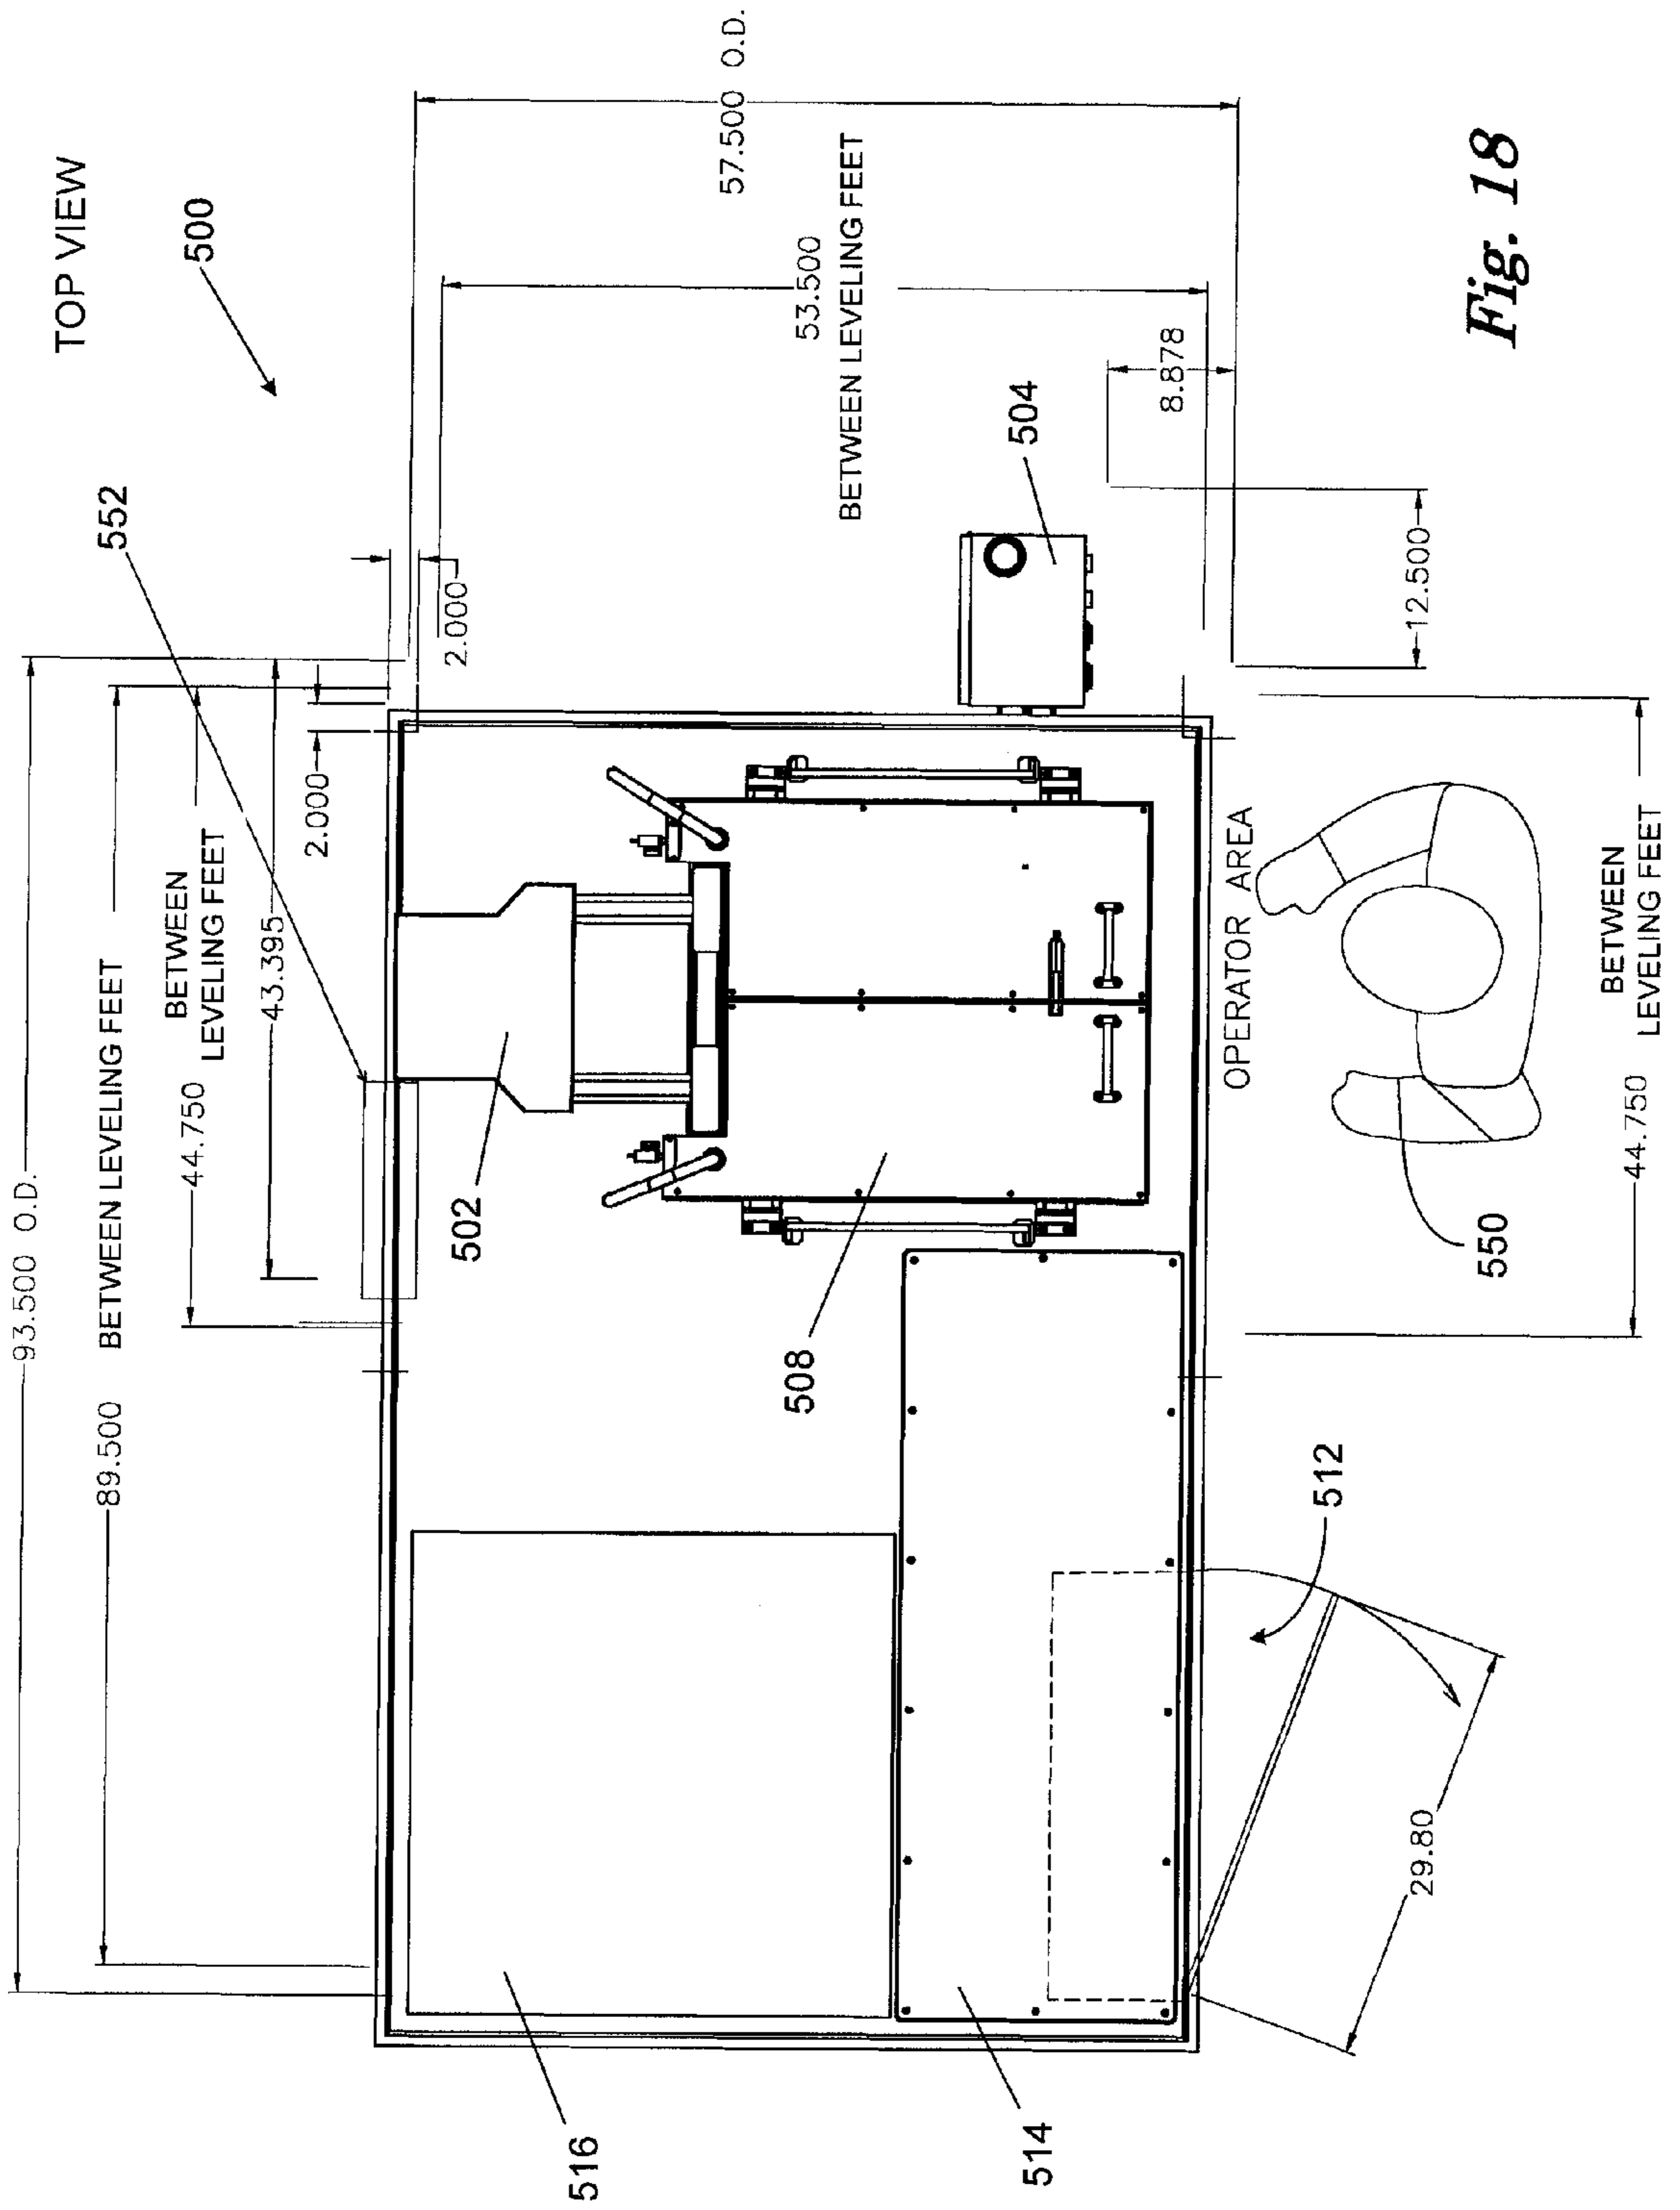 TOP VIEW
500
552
93.500 O.D.
89.500 BETWEEN LEVELING FEET
44.750
BETWEEN
LEVELING FEET
43.395
2.000
2.000
57.500 O.D.
53.500
BETWEEN LEVELING FEET
8.878
12.500
504
502
508
OPERATOR AREA
550
44.750
BETWEEN
LEVELING FEET
512
29.80
516
514
Fig. 18